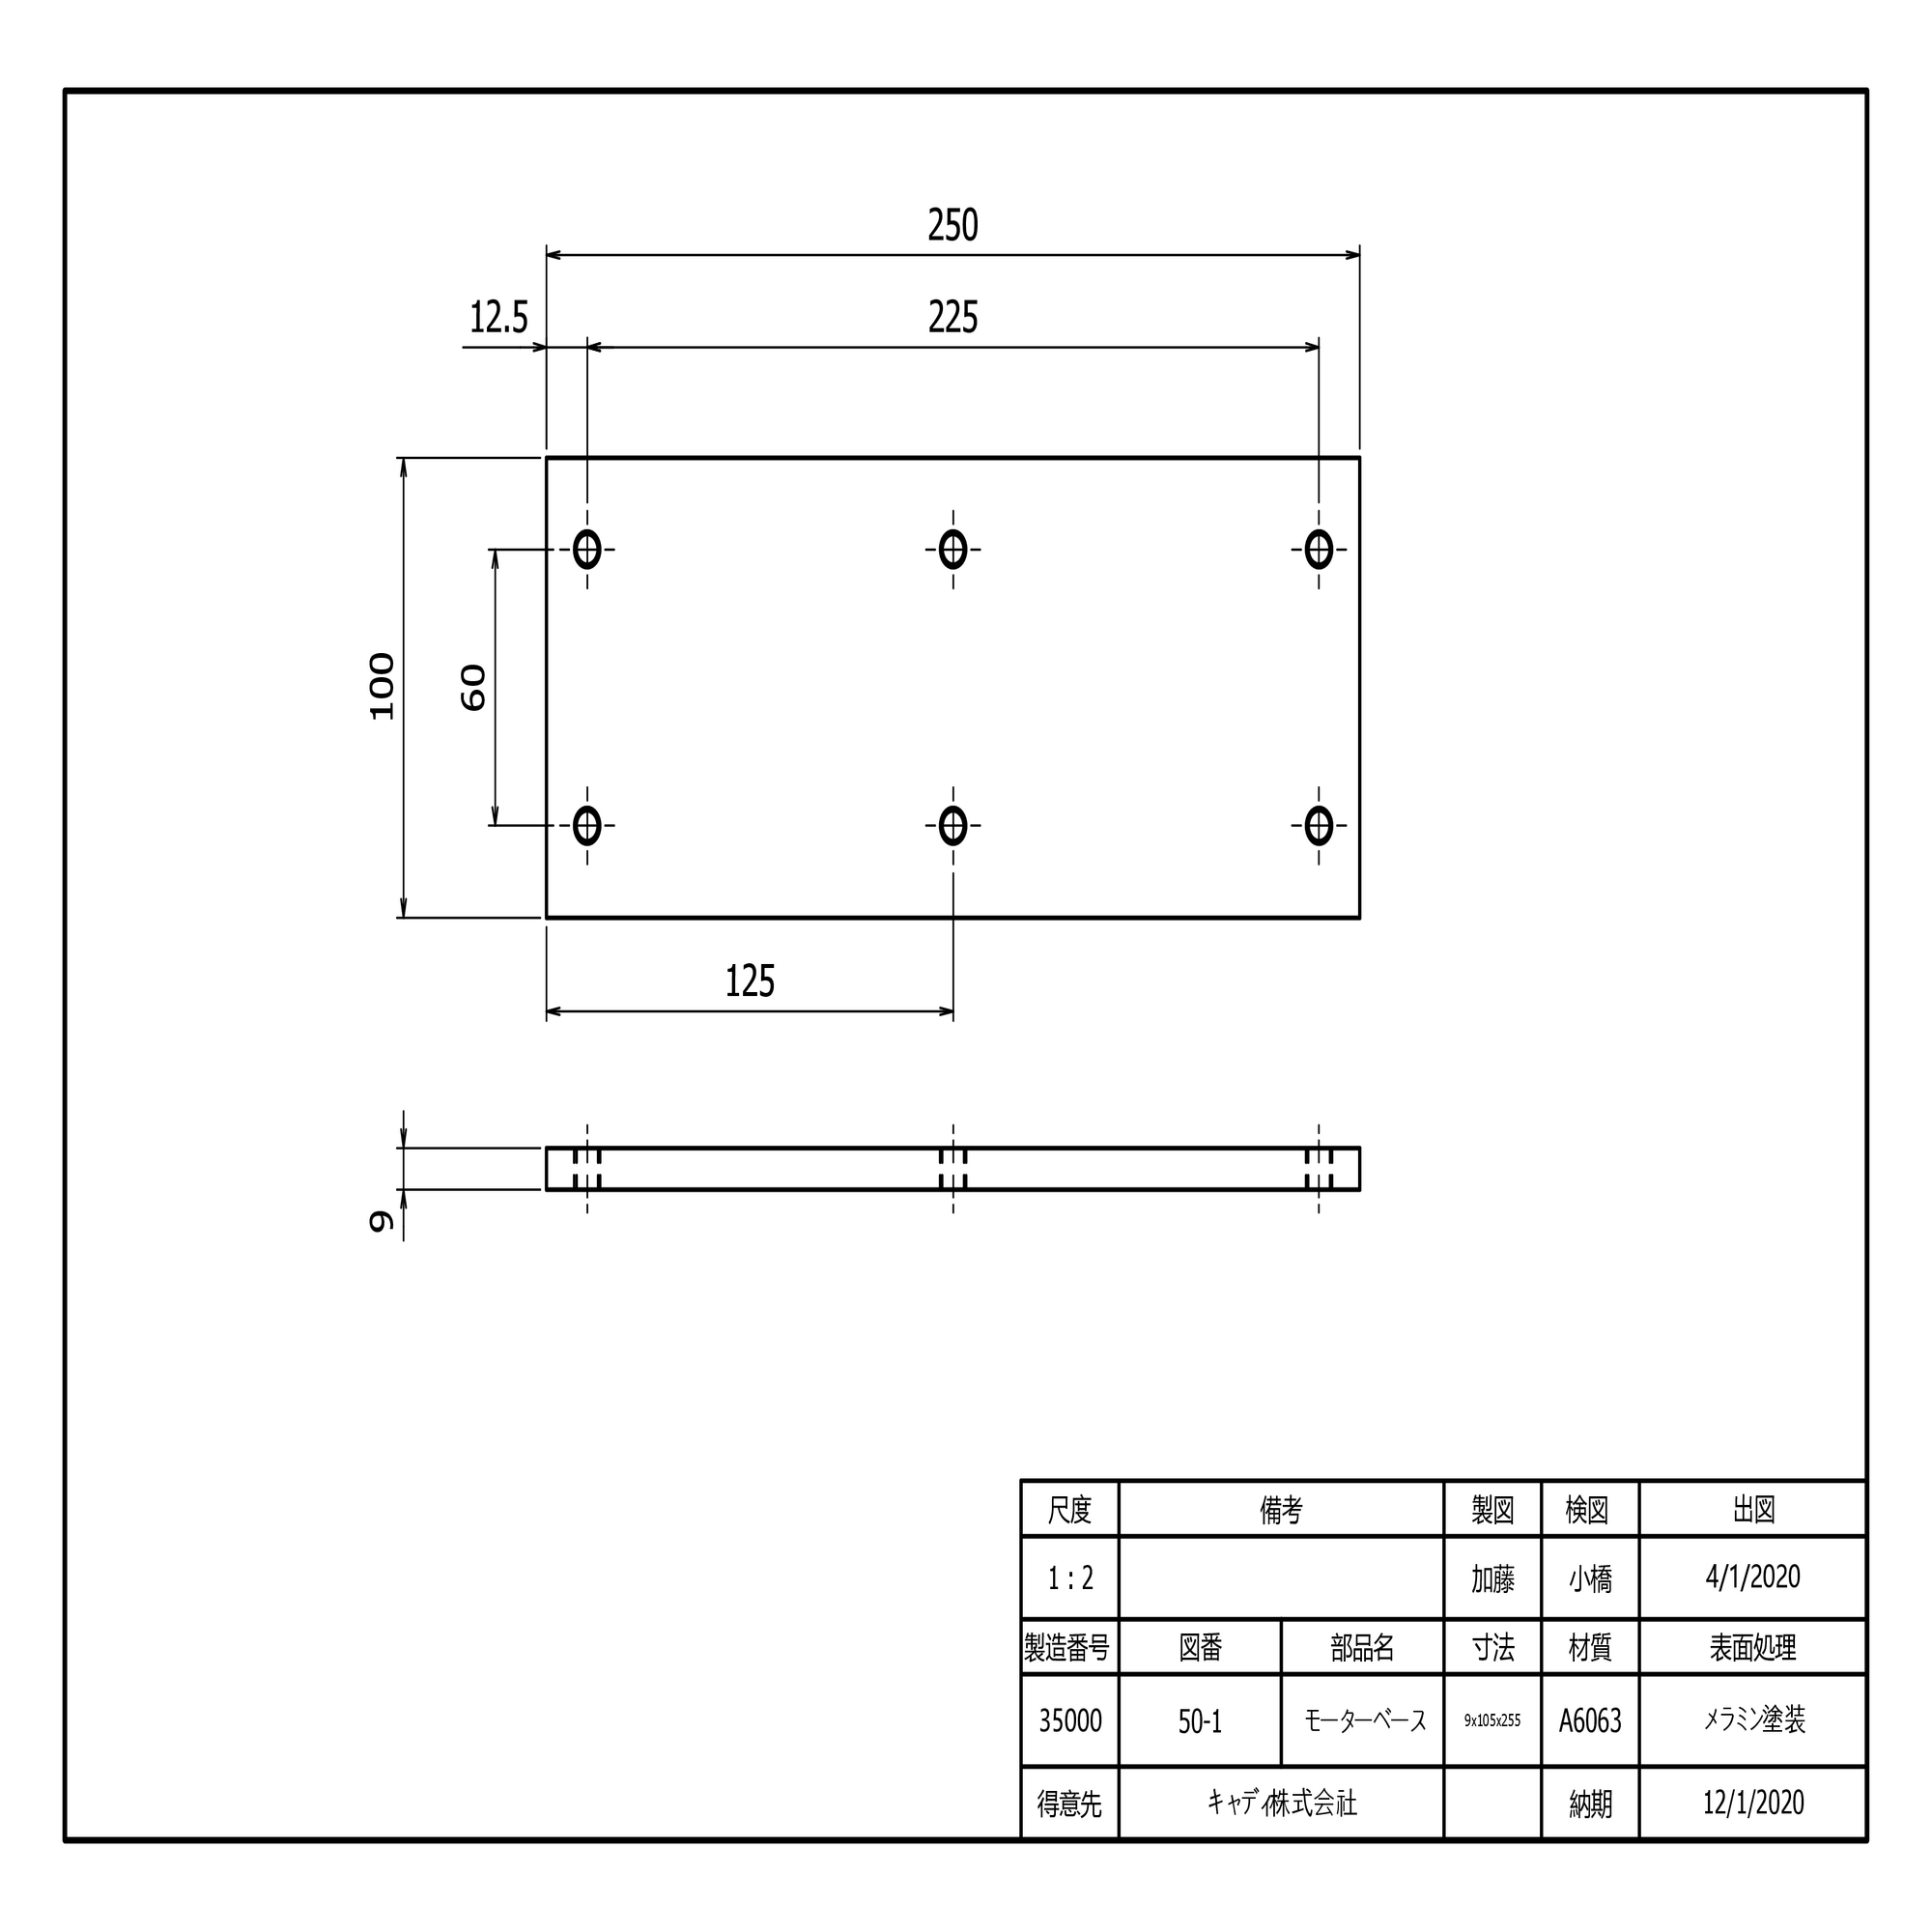 250
12.5
225
100
60
125
9
尺度 備考 製図 検図 出図
1 : 2 加藤 小橋 4/1/2020
製造番号 図番 部品名 寸法 材質 表面処理
35000 50-1 モーターベース 9x105x255 A6063 メラミン塗装
得意先 キャディ株式会社 納期 12/1/2020